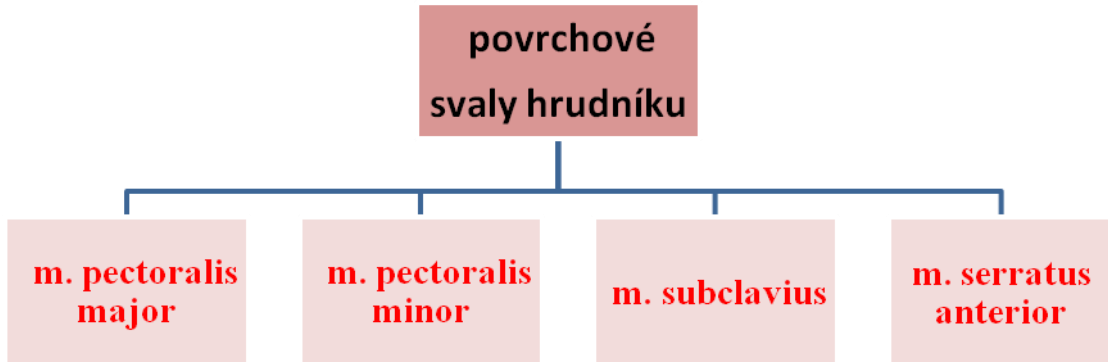 povrchové
svaly hrudníku
m. pectoralis
major
m. pectoralis
minor
m. subclavius
m. serratus
anterior